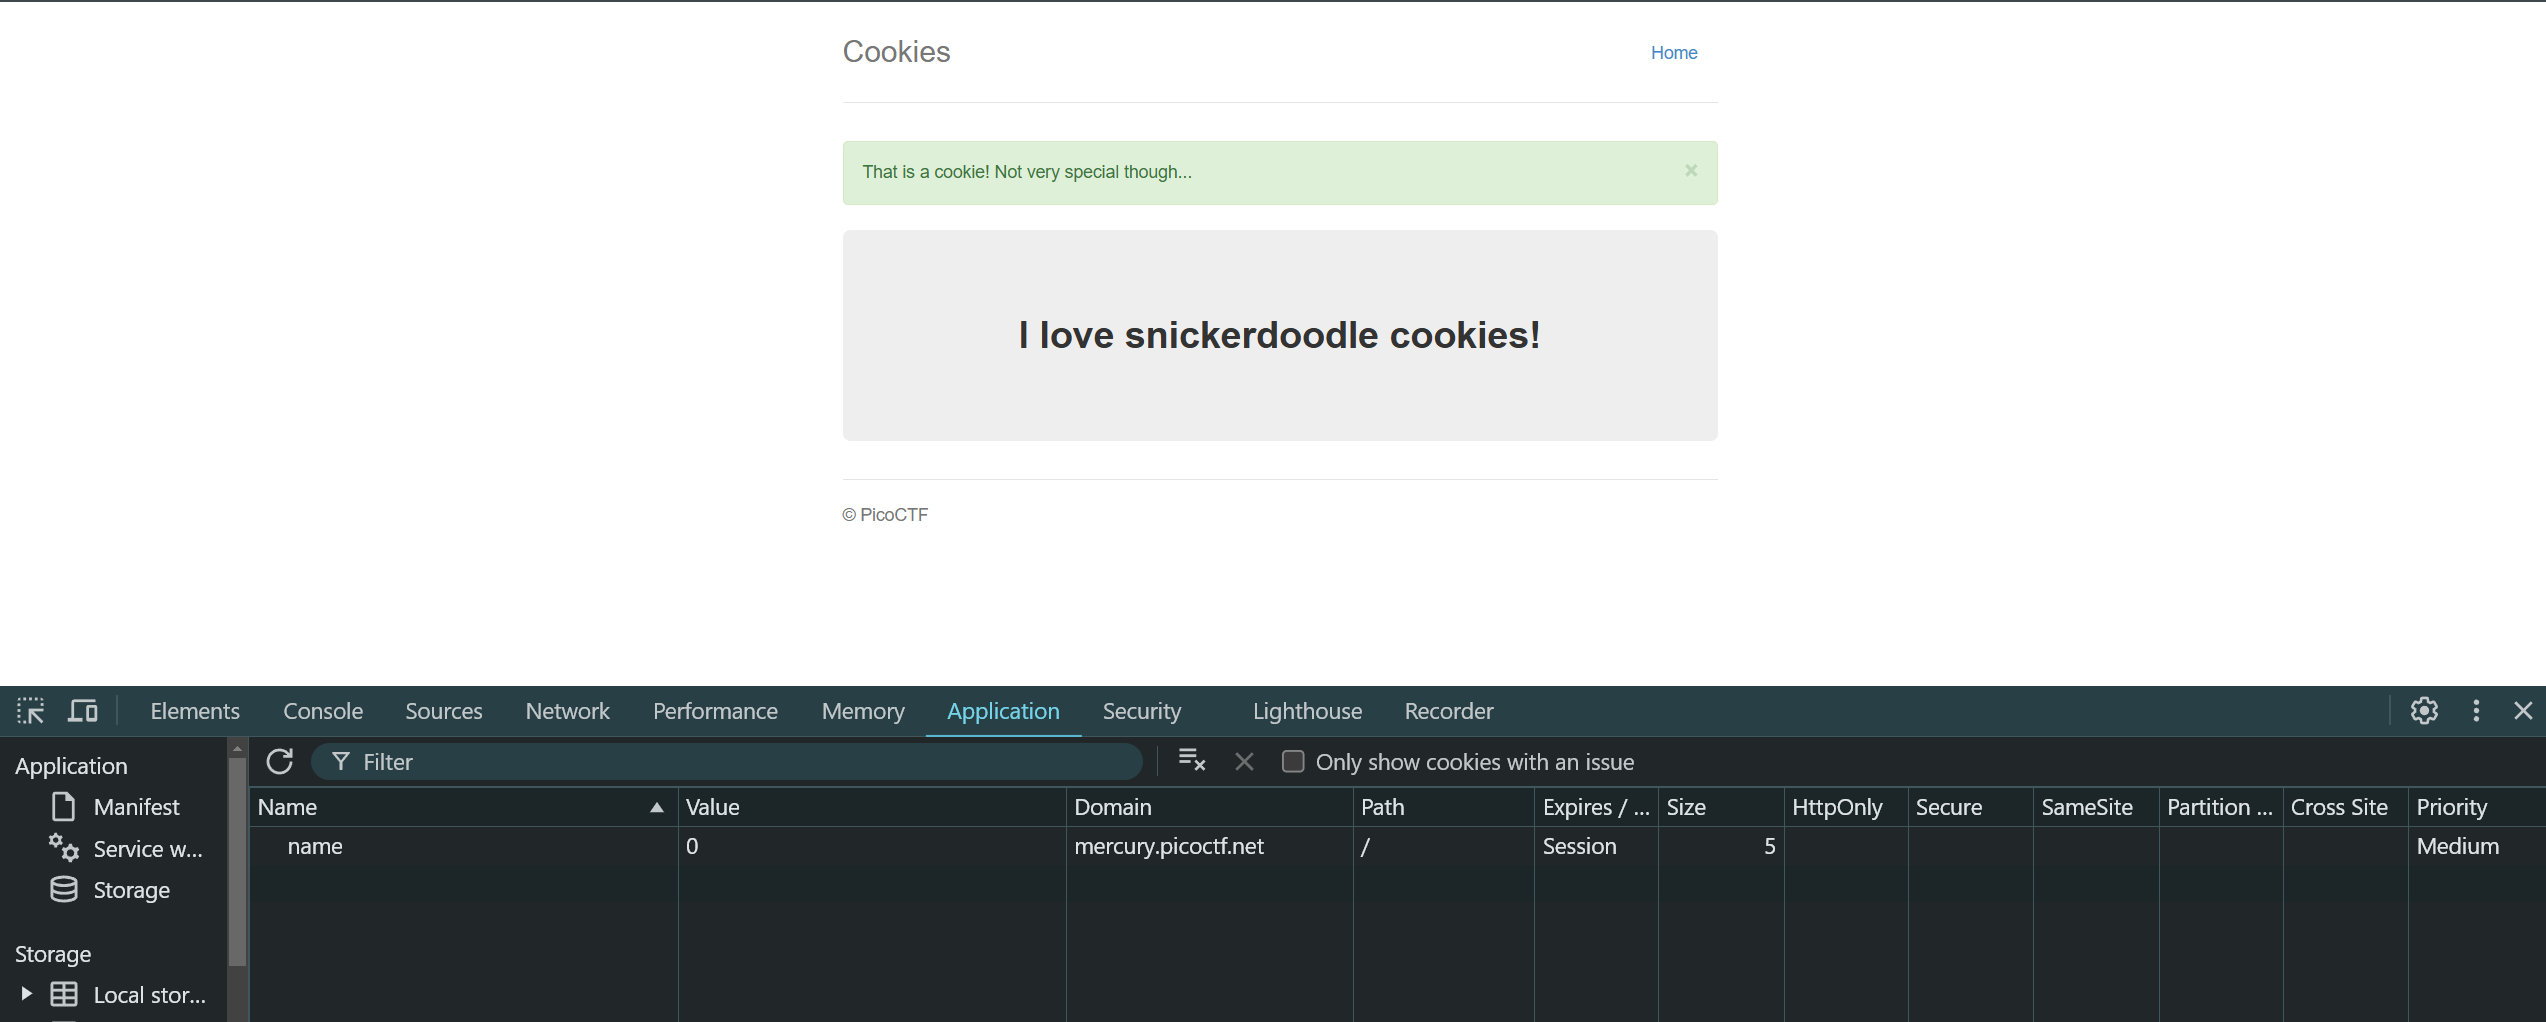 Cookies Home
That is a cookie! Not very special though... ×
I love snickerdoodle cookies!
© PicoCTF
Elements Console Sources Network Performance Memory Application Security Lighthouse Recorder
Application
Manifest
Service w...
Storage
Storage
Local stor...
Filter Only show cookies with an issue
Name Value Domain Path Expires / ... Size HttpOnly Secure SameSite Partition ... Cross Site Priority
name 0 mercury.picoctf.net / Session 5 Medium